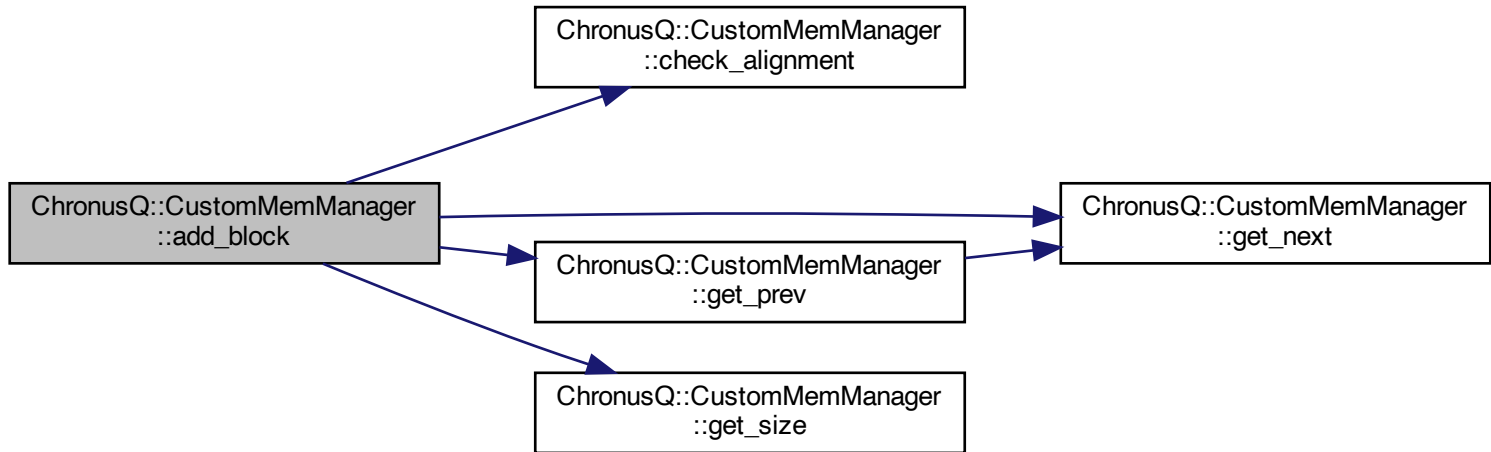 ChronusQ::CustomMemManager
::check_alignment
ChronusQ::CustomMemManager
::add_block
ChronusQ::CustomMemManager
::get_next
ChronusQ::CustomMemManager
::get_prev
ChronusQ::CustomMemManager
::get_size